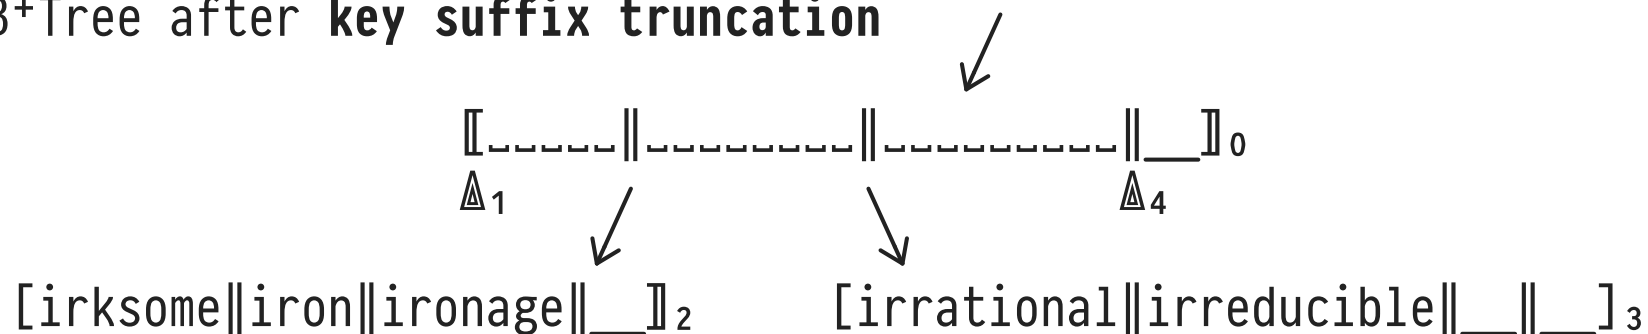 B⁺Tree after key suffix truncation
⟦␣␣␣␣␣‖␣␣␣␣␣␣␣␣‖␣␣␣␣␣␣␣␣␣‖__⟧₀
◬₁ ◬₄
[irksome‖iron‖ironage‖__⟧₂ [irrational‖irreducible‖__‖__]₃